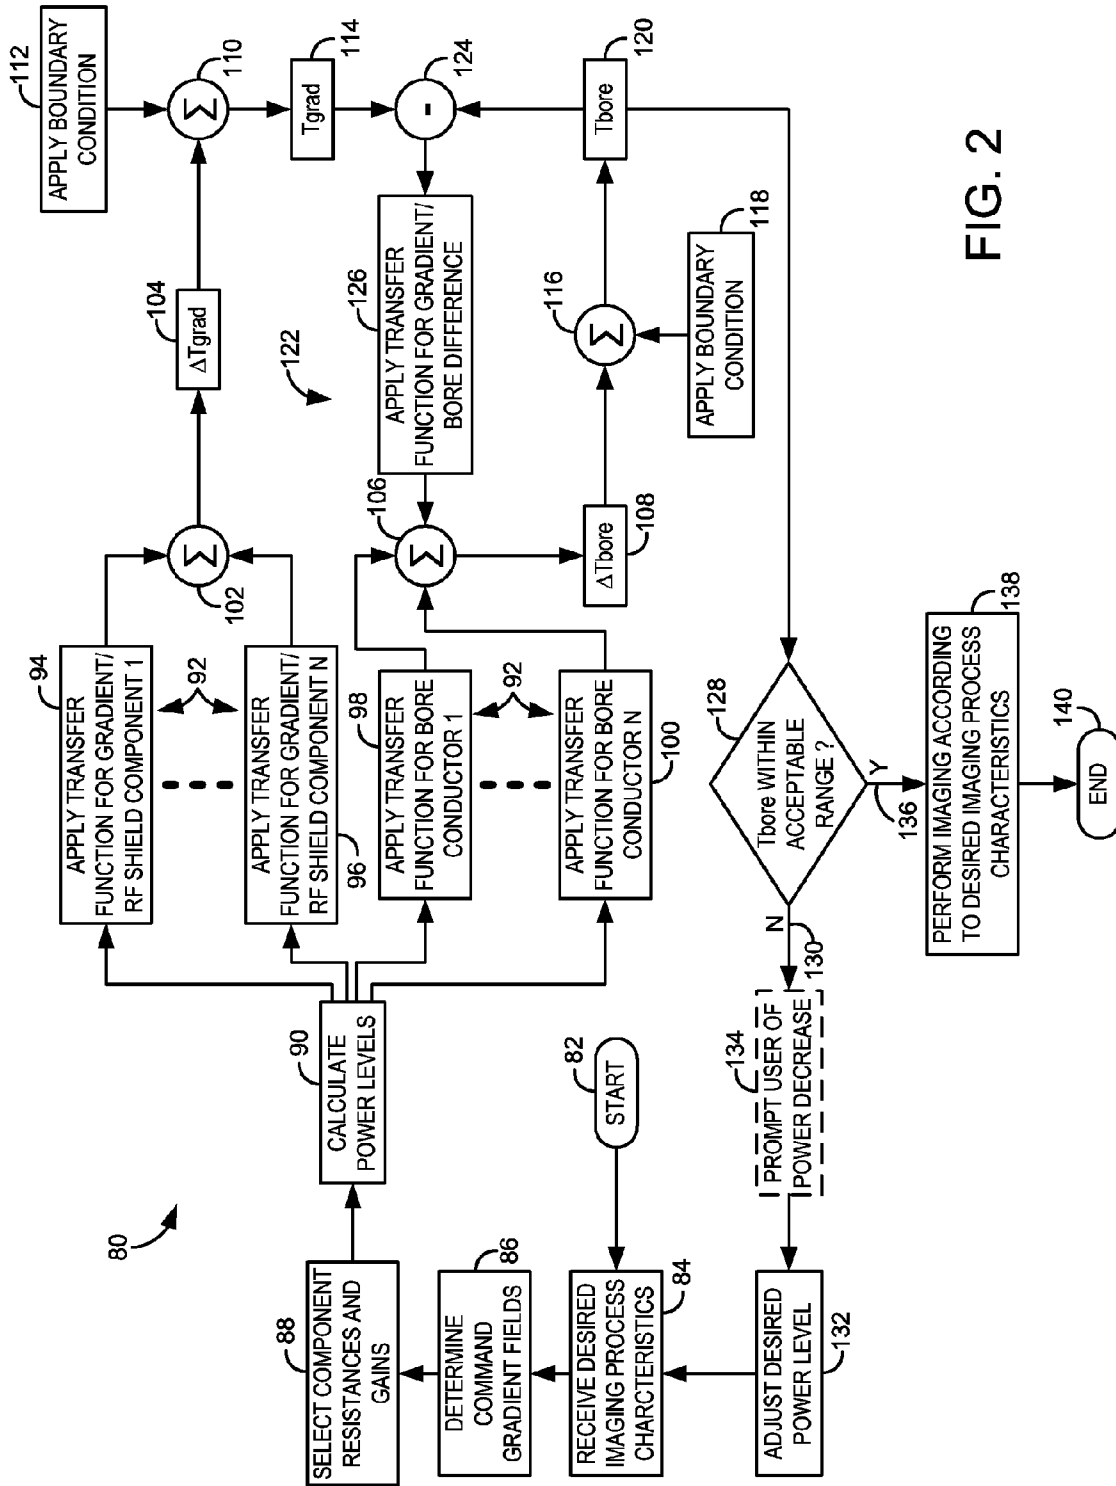 80
82
START
RECEIVE DESIRED
IMAGING PROCESS
CHARCTERISTICS
84
DETERMINE
COMMAND
GRADIENT FIELDS
86
SELECT COMPONENT
RESISTANCES AND
GAINS
88
CALCULATE
POWER LEVELS
90
APPLY TRANSFER
FUNCTION FOR GRADIENT/
RF SHIELD COMPONENT 1
94
92
APPLY TRANSFER
FUNCTION FOR GRADIENT/
RF SHIELD COMPONENT N
96
APPLY TRANSFER
FUNCTION FOR BORE
CONDUCTOR 1
98
92
APPLY TRANSFER
FUNCTION FOR BORE
CONDUCTOR N
100
Σ
102
ΔTgrad
104
Σ
110
APPLY BOUNDARY
CONDITION
112
Tgrad
114
-
124
APPLY TRANSFER
FUNCTION FOR GRADIENT/
BORE DIFFERENCE
126
122
Σ
106
ΔTbore
108
Σ
116
APPLY BOUNDARY
CONDITION
118
Tbore
120
Tbore WITHIN
ACCEPTABLE
RANGE ?
128
N
130
PROMPT USER OF
POWER DECREASE
134
ADJUST DESIRED
POWER LEVEL
132
Y
136
PERFORM IMAGING ACCORDING
TO DESIRED IMAGING PROCESS
CHARACTERISTICS
138
END
140
FIG. 2